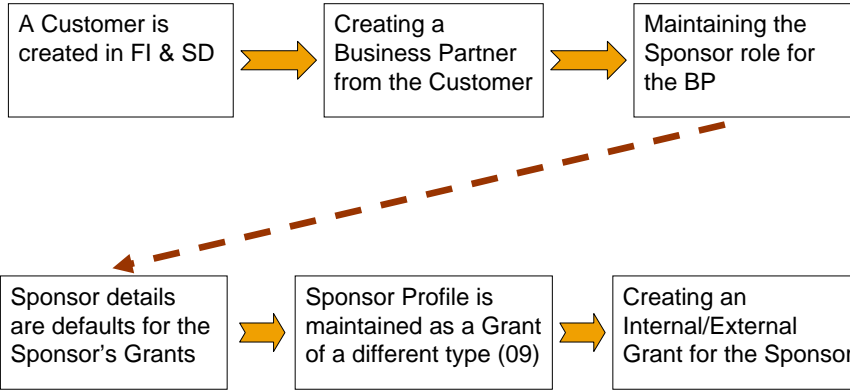 A Customer is
created in FI & SD
Creating a
Business Partner
from the Customer
Maintaining the
Sponsor role for
the BP
Sponsor details
are defaults for the
Sponsor's Grants
Sponsor Profile is
maintained as a Grant
of a different type (09)
Creating an
Internal/External
Grant for the Sponsor